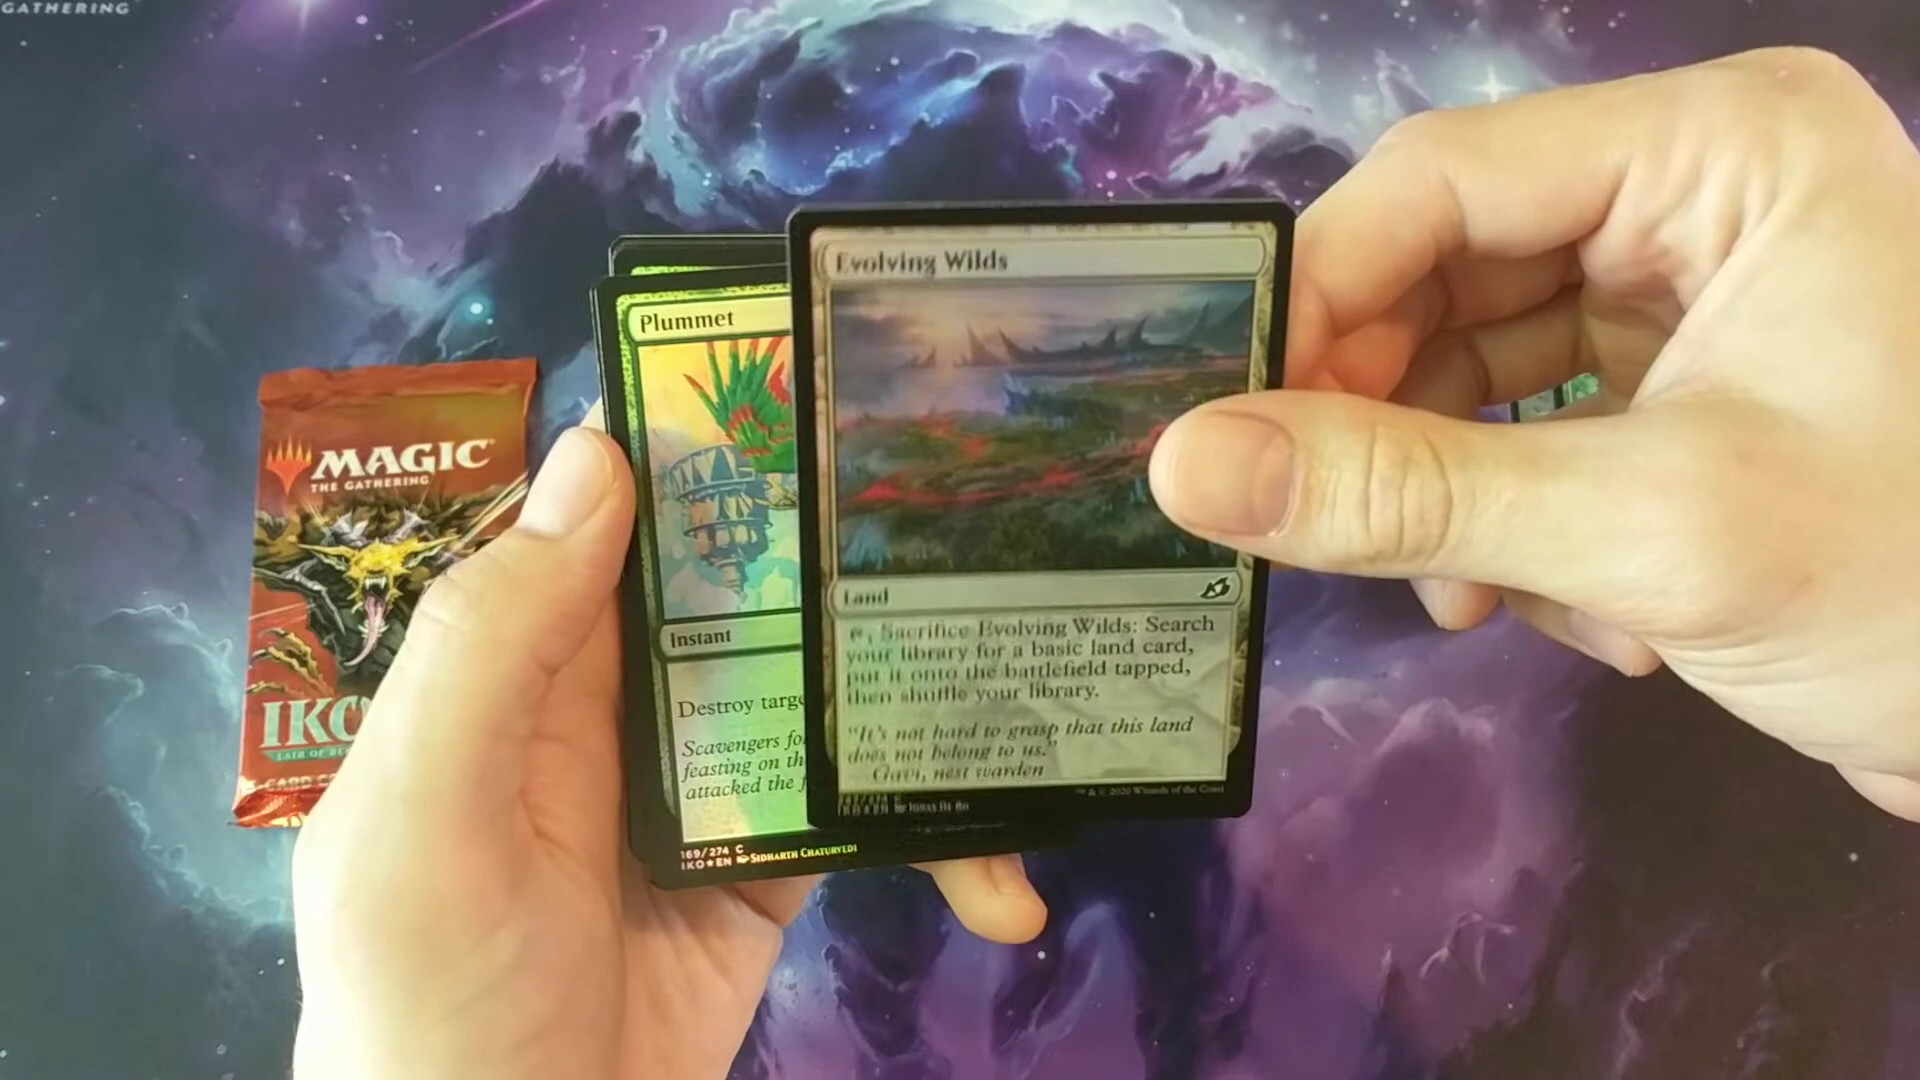 GATHERING
MAGIC
THE GATHERING
IKO
LAIR OF BE
Plummet
Instant
Destroy targe
Scavengers fo
feasting on th
attacked the f
169/274 C
IKO★EN SIDHARTH CHATURVEDI
Evolving Wilds
Land
, Sacrifice Evolving Wilds: Search
your library for a basic land card,
put it onto the battlefield tapped,
then shuffle your library.
"It's not hard to grasp that this land
does not belong to us."
—Gavi, nest warden
™ & © 2020 Wizards of the Coast